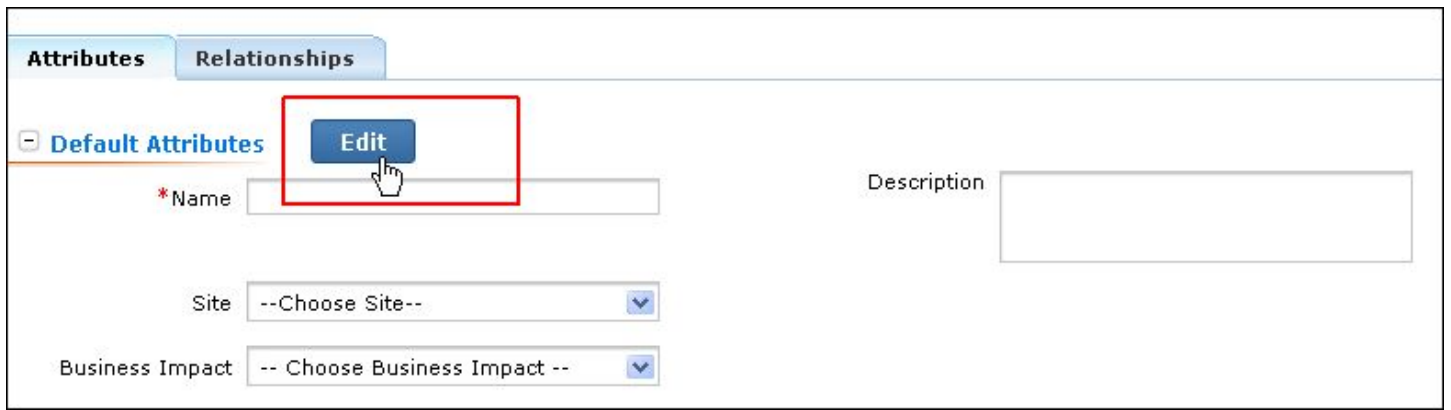 Attributes Relationships
Default Attributes Edit
*Name
Description
Site --Choose Site--
Business Impact -- Choose Business Impact --